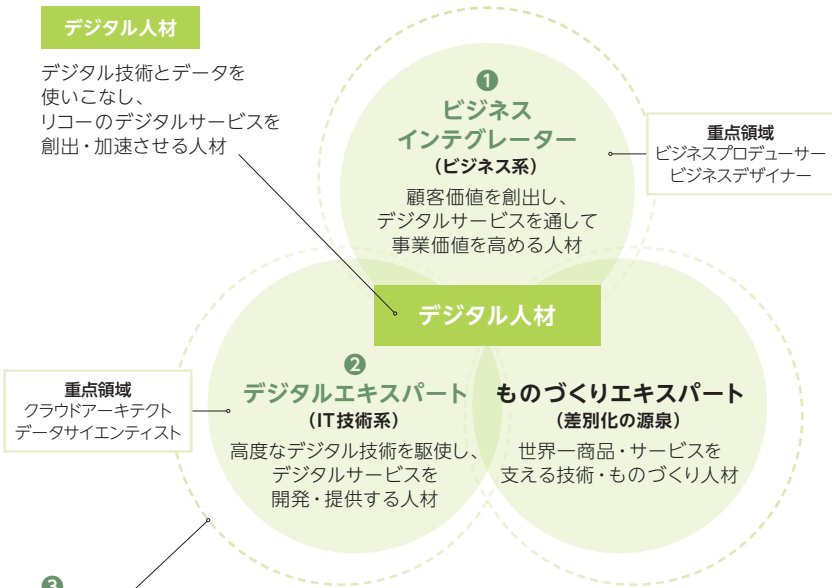 デジタル人材
デジタル技術とデータを
使いこなし、
リコーのデジタルサービスを
創出・加速させる人材
❶
ビジネス
インテグレーター
(ビジネス系)
顧客価値を創出し、
デジタルサービスを通して
事業価値を高める人材
重点領域
ビジネスプロデューサー
ビジネスデザイナー
デジタル人材
❷
デジタルエキスパート
(IT技術系)
高度なデジタル技術を駆使し、
デジタルサービスを
開発・提供する人材
重点領域
クラウドアーキテクト
データサイエンティスト
ものづくりエキスパート
(差別化の源泉)
世界一商品・サービスを
支える技術・ものづくり人材
❸